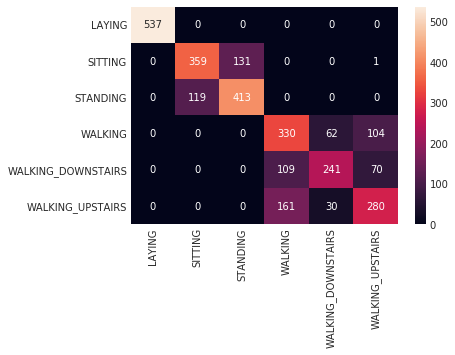 LAYING 537 0 0 0 0 0
SITTING 0 359 131 0 0 1
STANDING 0 119 413 0 0 0
WALKING 0 0 0 330 62 104
WALKING_DOWNSTAIRS 0 0 0 109 241 70
WALKING_UPSTAIRS 0 0 0 161 30 280
LAYING
SITTING
STANDING
WALKING
WALKING_DOWNSTAIRS
WALKING_UPSTAIRS
500
400
300
200
100
0